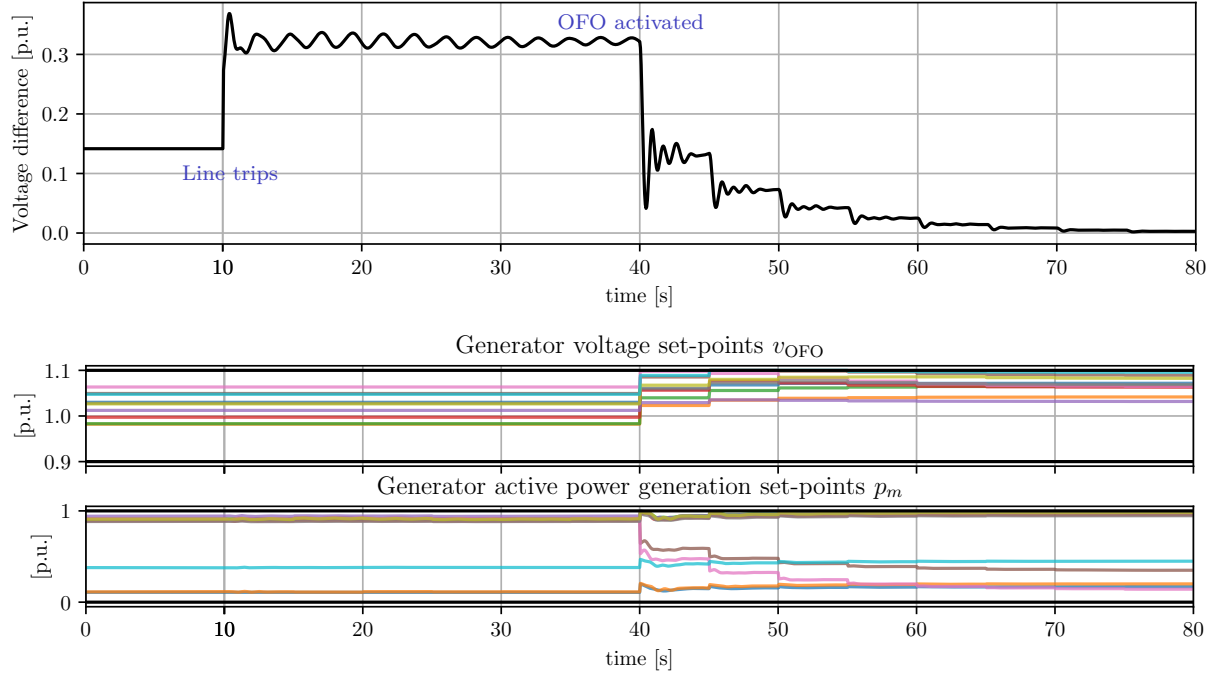 OFO activated
Line trips
Voltage difference [p.u.]
0.3
0.2
0.1
0.0
0 10 20 30 40 50 60 70 80
time [s]
Generator voltage set-points v_OFO
[p.u.]
1.1
1.0
0.9
Generator active power generation set-points p_m
[p.u.]
1
0
0 10 20 30 40 50 60 70 80
time [s]